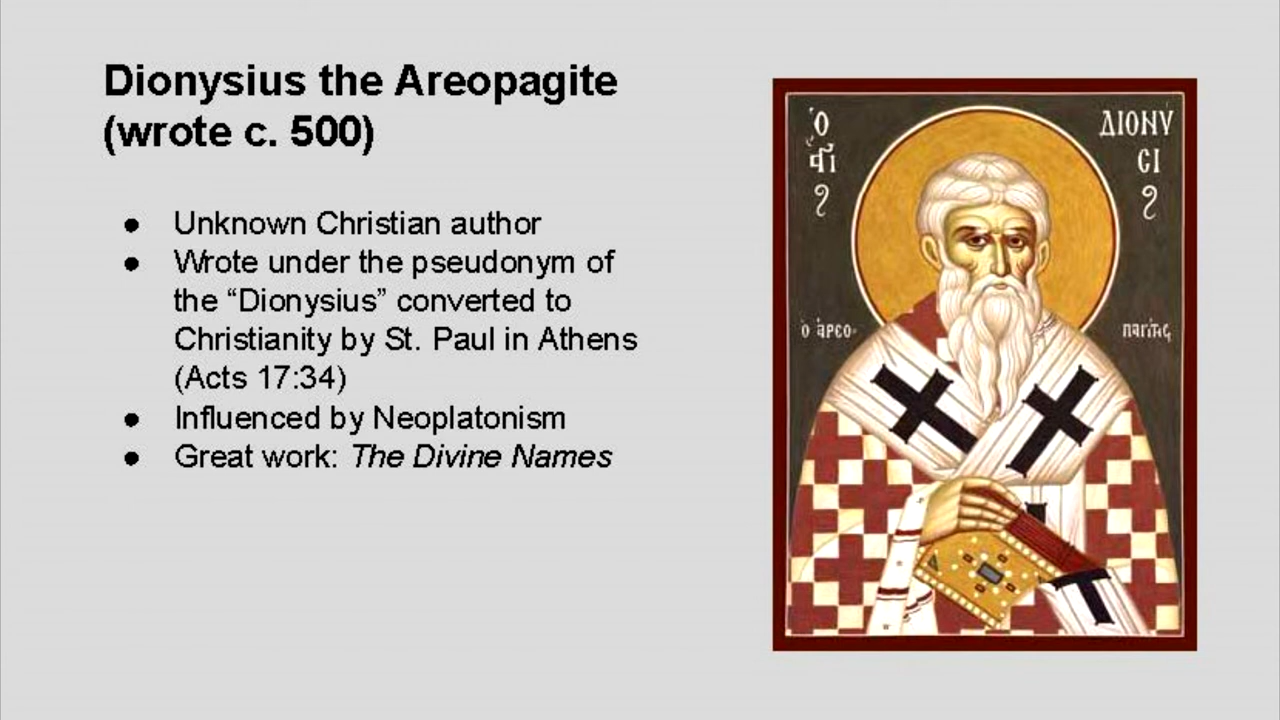 Dionysius the Areopagite
(wrote c. 500)
● Unknown Christian author
● Wrote under the pseudonym of
the “Dionysius” converted to
Christianity by St. Paul in Athens
(Acts 17:34)
● Influenced by Neoplatonism
● Great work: The Divine Names
Ὁ
ΔΙΟΝΥ
CΙ
ὁ ἀρεο
παγίτης